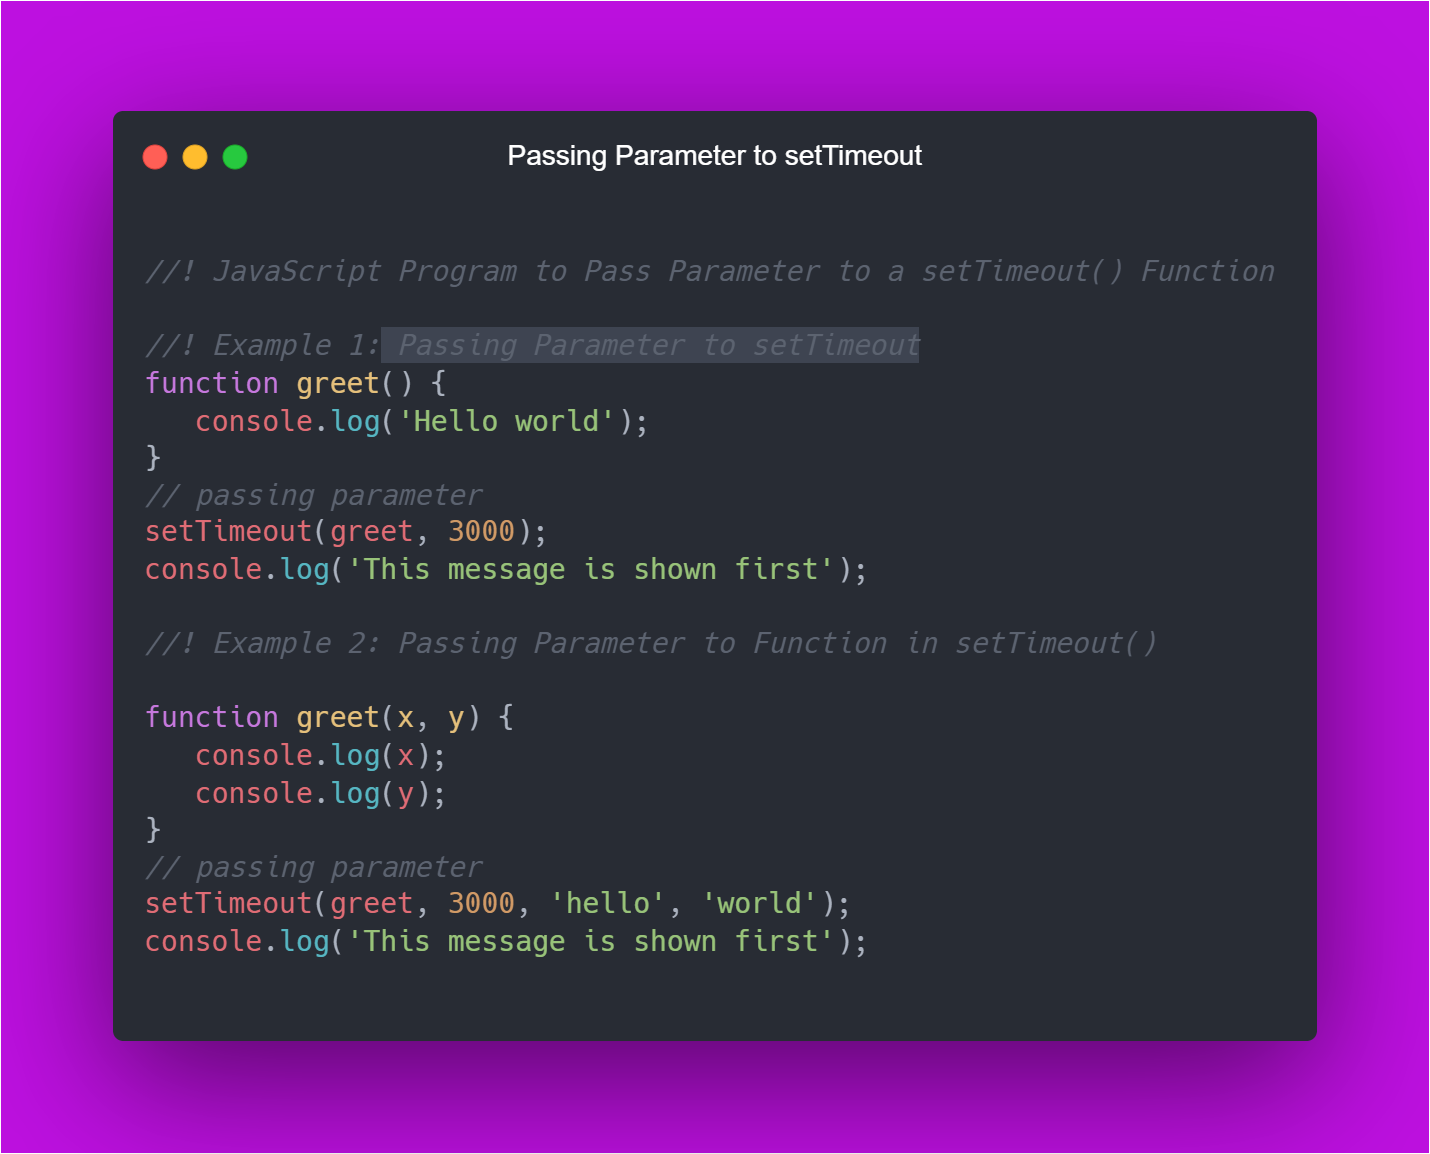 Passing Parameter to setTimeout
//! JavaScript Program to Pass Parameter to a setTimeout() Function
//! Example 1: Passing Parameter to setTimeout
function greet() {
   console.log('Hello world');
}
// passing parameter
setTimeout(greet, 3000);
console.log('This message is shown first');
//! Example 2: Passing Parameter to Function in setTimeout()
function greet(x, y) {
   console.log(x);
   console.log(y);
}
// passing parameter
setTimeout(greet, 3000, 'hello', 'world');
console.log('This message is shown first');